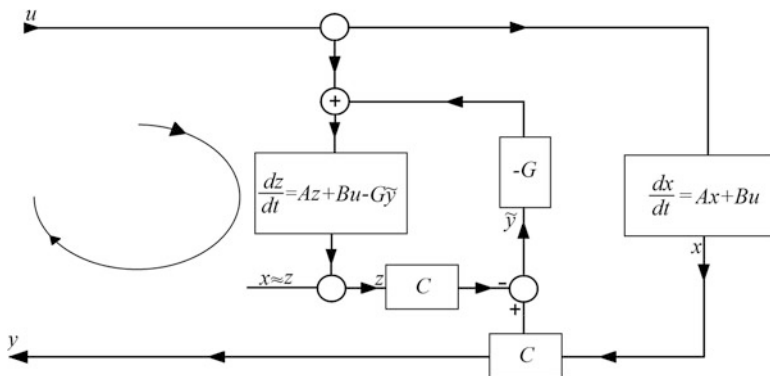 u
+
-G
dz/dt=Az+Bu-Gỹ
dx/dt = Ax+Bu
ỹ
x
x≈z
z
C
-
+
y
C